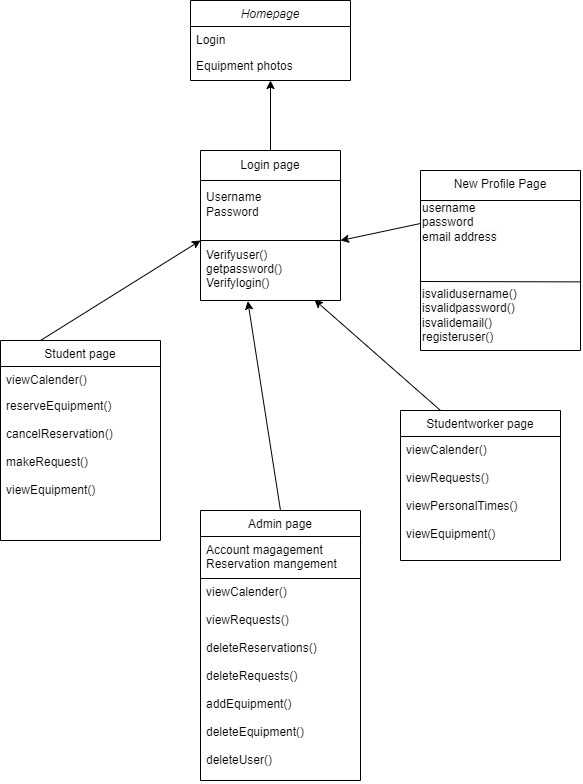 Homepage
Login
Equipment photos
Login page
Username
Password
Verifyuser()
getpassword()
Verifylogin()
New Profile Page
username
password
email address
isvalidusername()
isvalidpassword()
isvalidemail()
registeruser()
Student page
viewCalender()
reserveEquipment()
cancelReservation()
makeRequest()
viewEquipment()
Studentworker page
viewCalender()
viewRequests()
viewPersonalTimes()
viewEquipment()
Admin page
Account magagement
Reservation mangement
viewCalender()
viewRequests()
deleteReservations()
deleteRequests()
addEquipment()
deleteEquipment()
deleteUser()